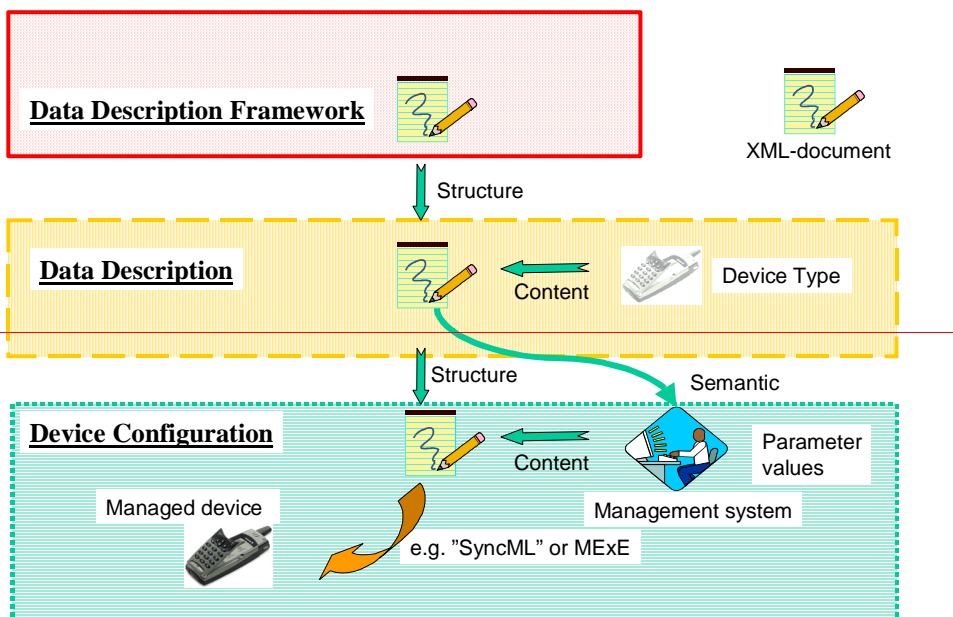 Data Description Framework
XML-document
Structure
Data Description
Content
Device Type
Structure
Semantic
Device Configuration
Content
Parameter
values
Managed device
Management system
e.g. ”SyncML” or MExE